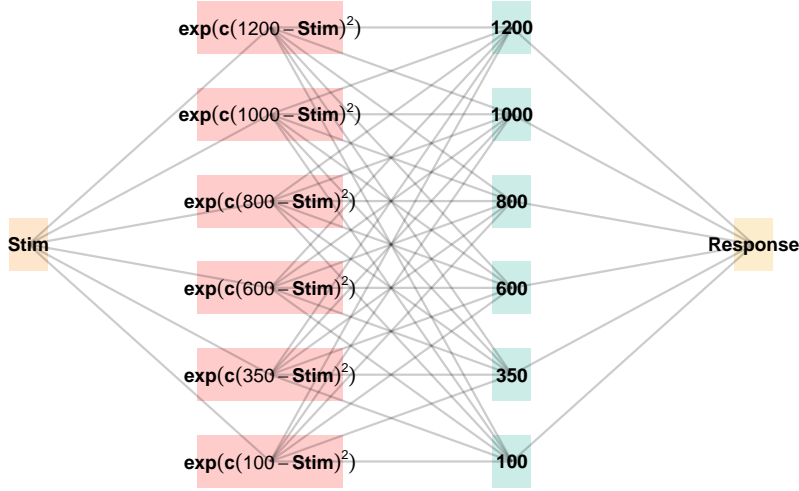 exp(c(1200 – Stim)²)
1200
exp(c(1000 – Stim)²)
1000
exp(c(800 – Stim)²)
800
Stim
Response
exp(c(600 – Stim)²)
600
exp(c(350 – Stim)²)
350
exp(c(100 – Stim)²)
100